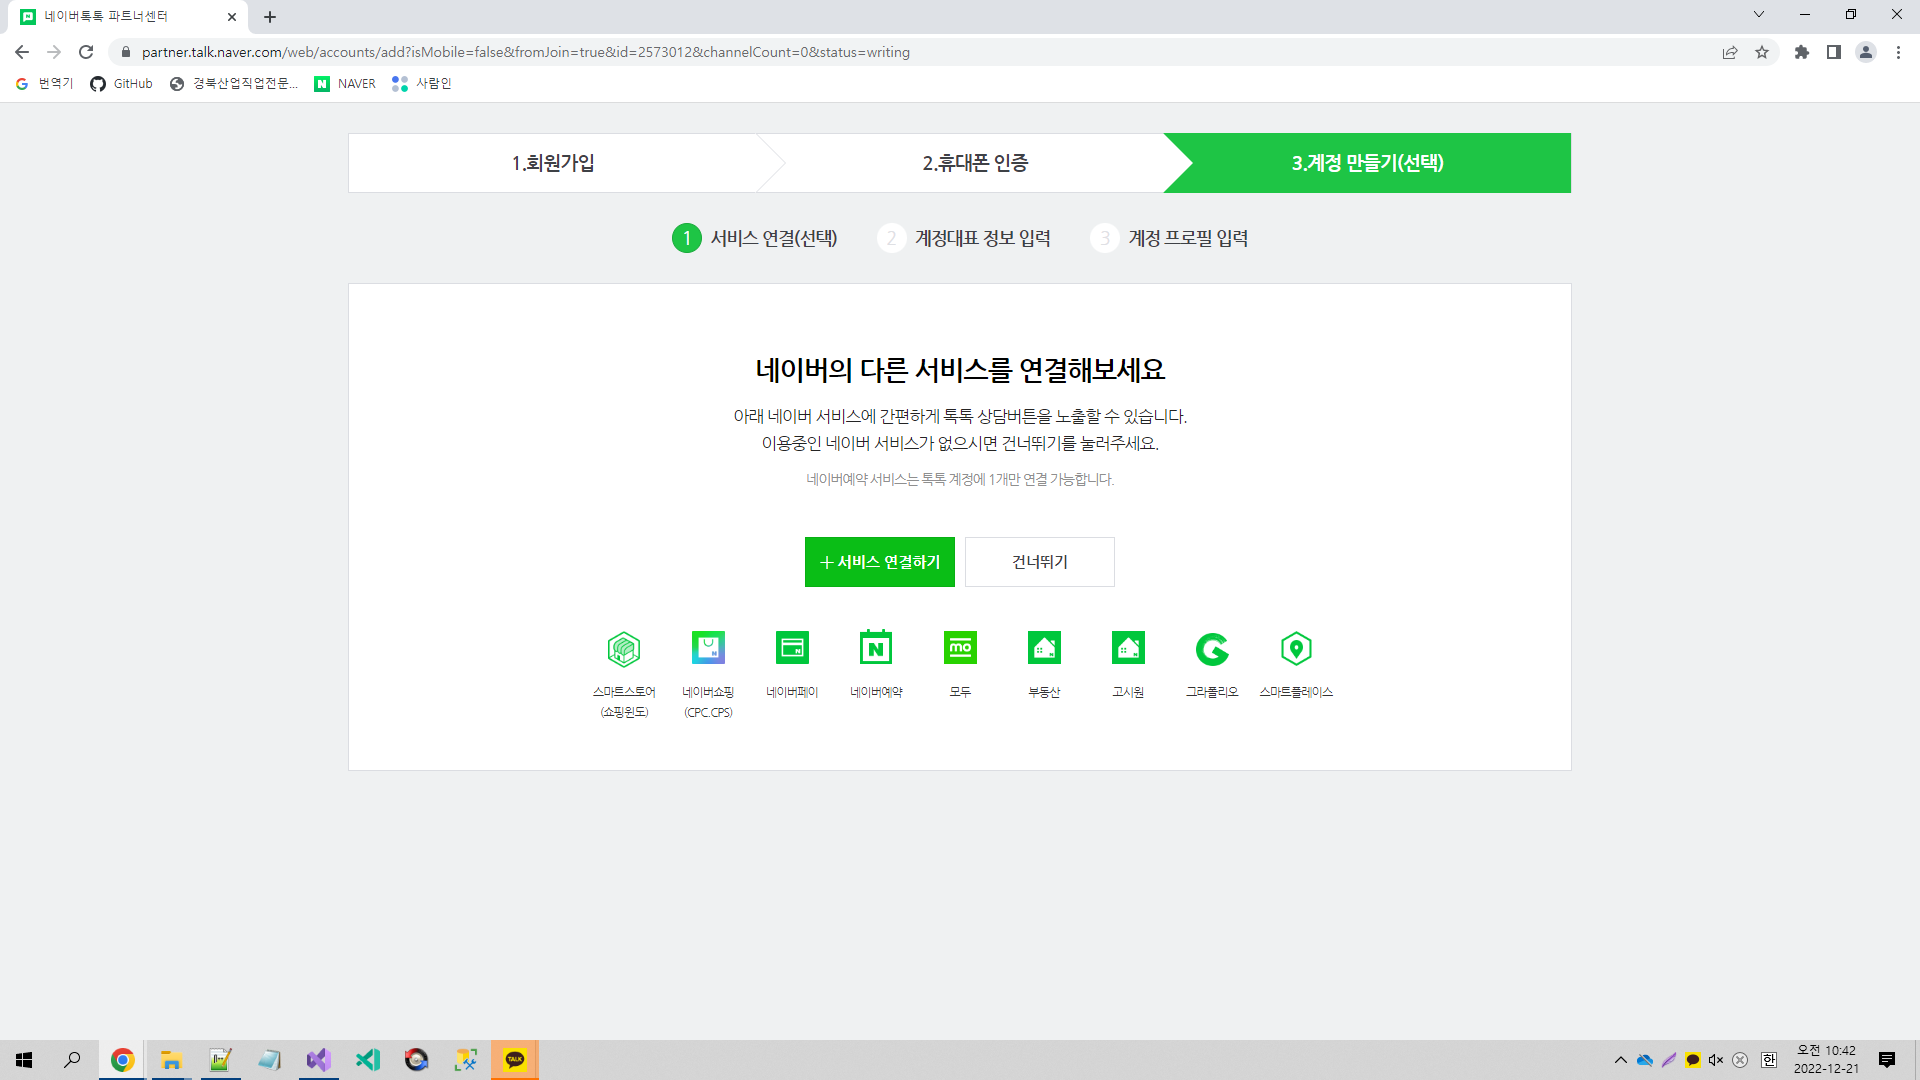 네이버톡톡 파트너센터
partner.talk.naver.com/web/accounts/add?isMobile=false&fromJoin=true&id=2573012&channelCount=0&status=writing
번역기 GitHub 경북산업직업전문... NAVER 사람인
1.회원가입 2.휴대폰 인증 3.계정 만들기(선택)
1 서비스 연결(선택) 2 계정대표 정보 입력 3 계정 프로필 입력
네이버의 다른 서비스를 연결해보세요
아래 네이버 서비스에 간편하게 톡톡 상담버튼을 노출할 수 있습니다.
이용중인 네이버 서비스가 없으시면 건너뛰기를 눌러주세요.
네이버예약 서비스는 톡톡 계정에 1개만 연결 가능합니다.
+ 서비스 연결하기 건너뛰기
N N mo N N
스마트스토어 네이버쇼핑 네이버페이 네이버예약 모두 부동산 고시원 그라폴리오 스마트플레이스
(쇼핑윈도) (CPC.CPS)
TALK 한 오전 10:42
2022-12-21